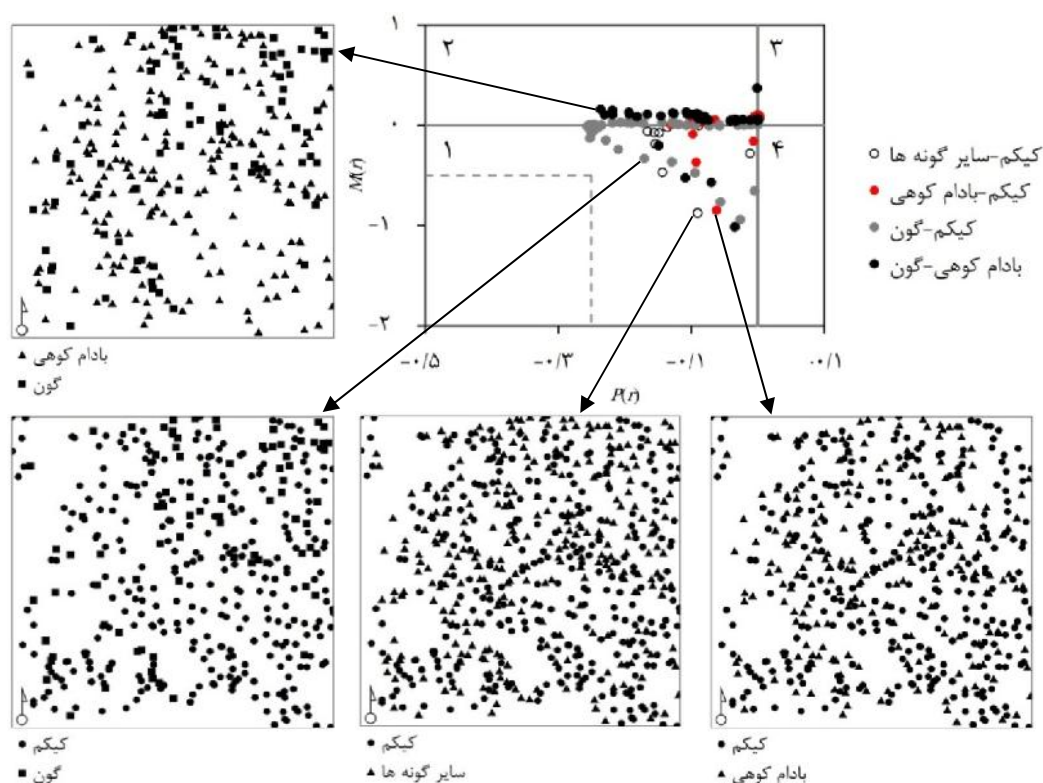 ۱
۲
۳
۰
۱
۴
-۱
-۲
M(r)
-۰/۵
-۰/۳
-۰/۱
۰/۱
P(r)
کیکم-سایر گونه ها
کیکم-بادام کوهی
کیکم-گون
بادام کوهی-گون
بادام کوهی
گون
کیکم
گون
کیکم
سایر گونه ها
کیکم
بادام کوهی